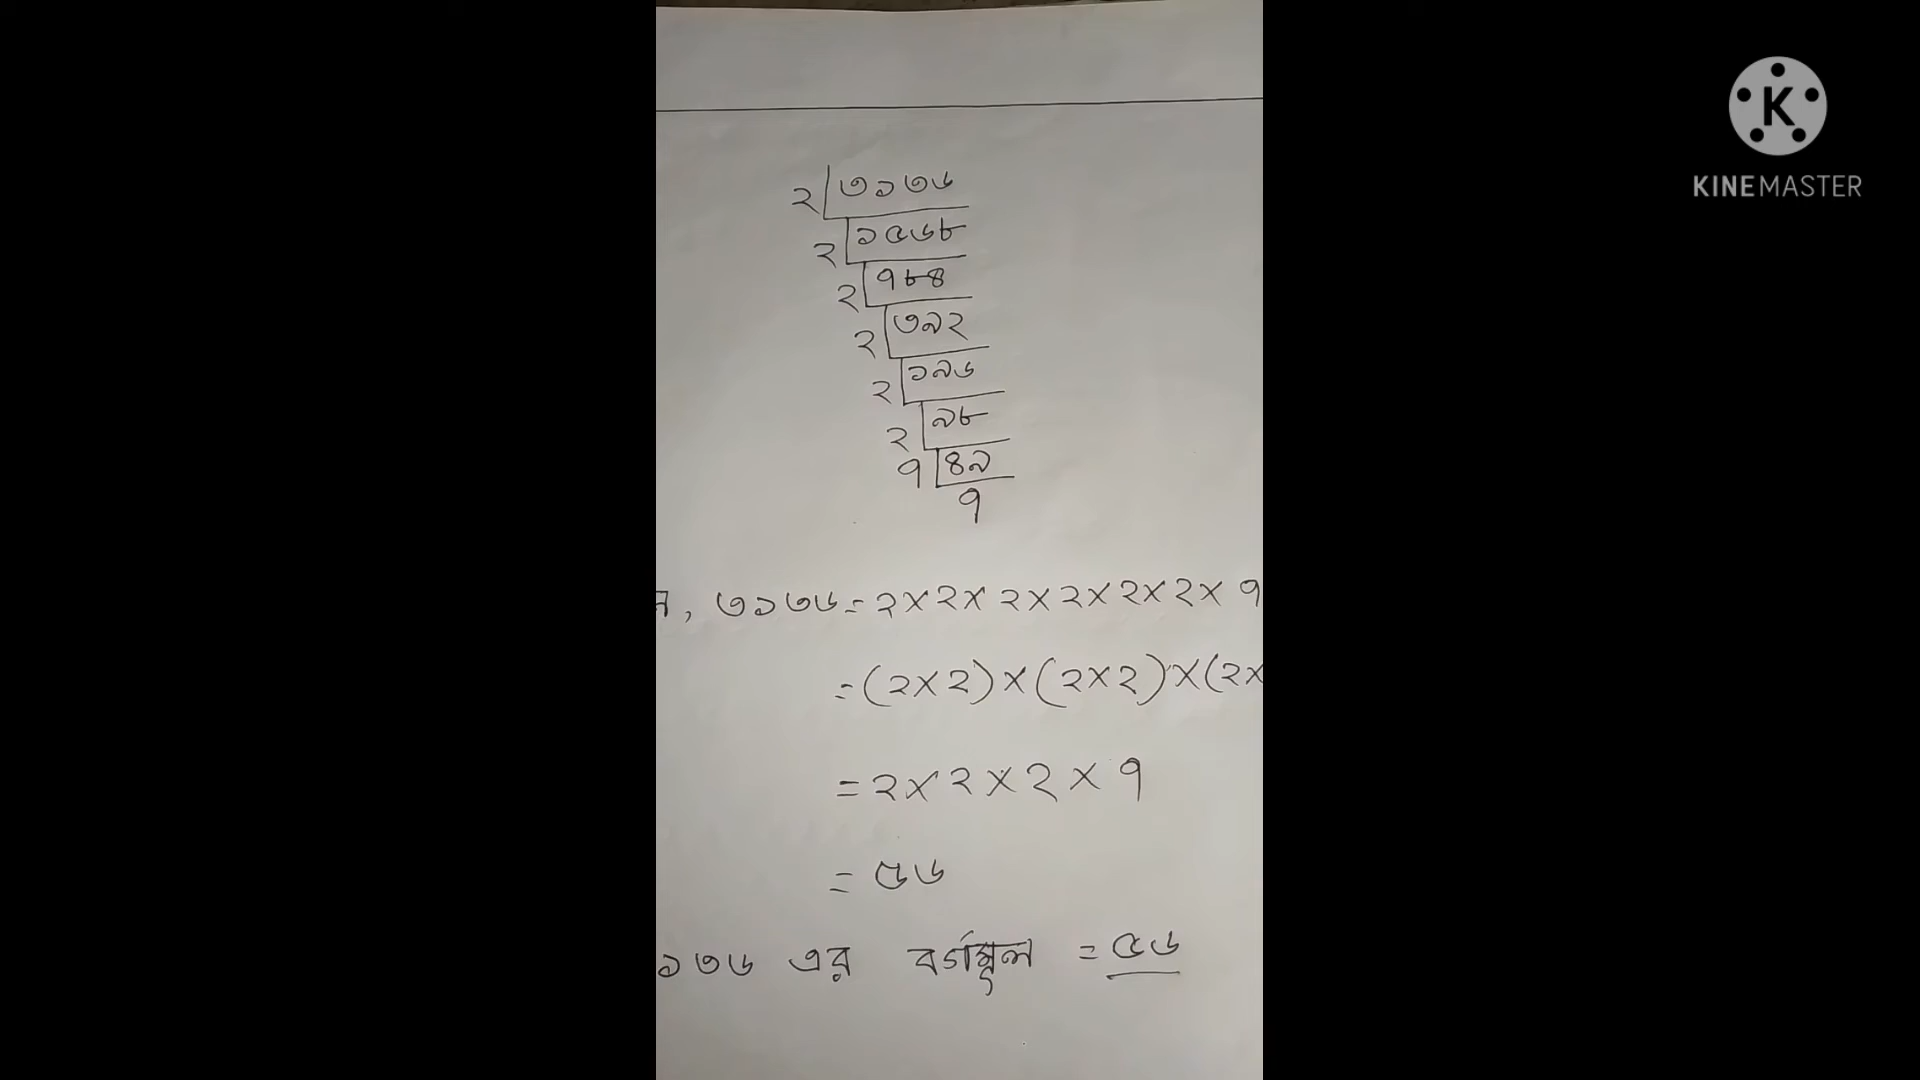 ২ ৩১৩৬
২ ১৫৬৮
২ ৭৮৪
২ ৩৯২
২ ১৯৬
২ ৯৮
৭ ৪৯
৭
ন, ৩১৩৬ = ২ × ২ × ২ × ২ × ২ × ২ × ৭
= (২ × ২) × (২ × ২) × (২ ×
= ২ × ২ × ২ × ৭
= ৫৬
১৩৬ এর বর্গমূল = ৫৬
K
KINEMASTER